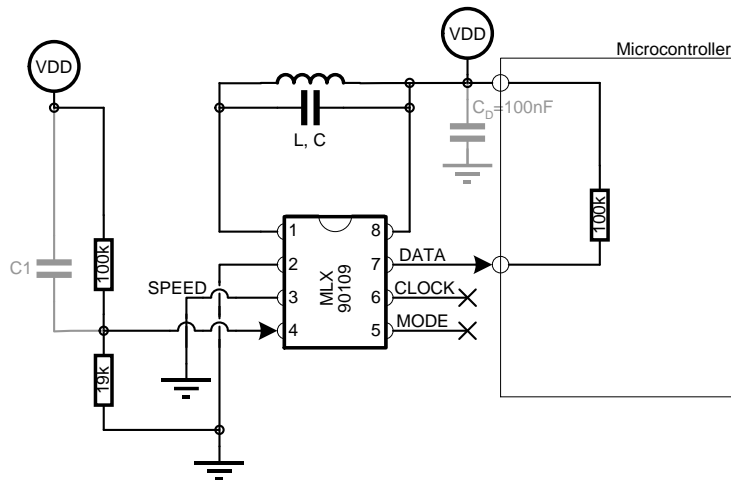 VDD
Microcontroller
VDD
C_D=100nF
L, C
100k
1
8
C1
100k
2
7
DATA
SPEED
3
MLX
90109
6
CLOCK
4
5
MODE
19k